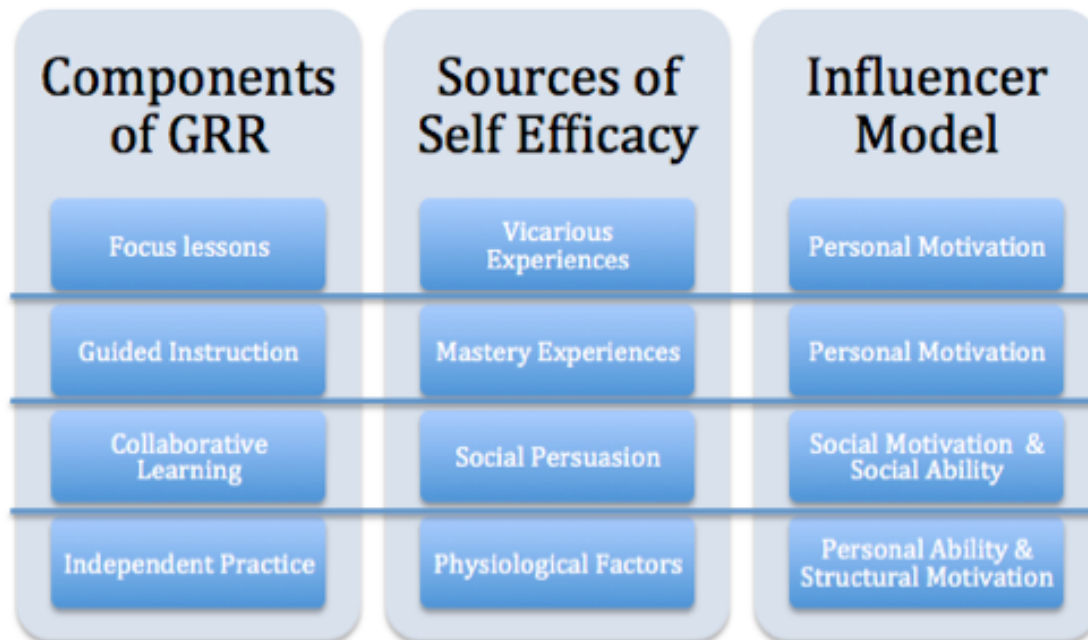 Components
of GRR
Focus lessons
Guided Instruction
Collaborative
Learning
Independent Practice
Sources of
Self Efficacy
Vicarious
Experiences
Mastery Experiences
Social Persuasion
Physiological Factors
Influencer
Model
Personal Motivation
Personal Motivation
Social Motivation &
Social Ability
Personal Ability &
Structural Motivation